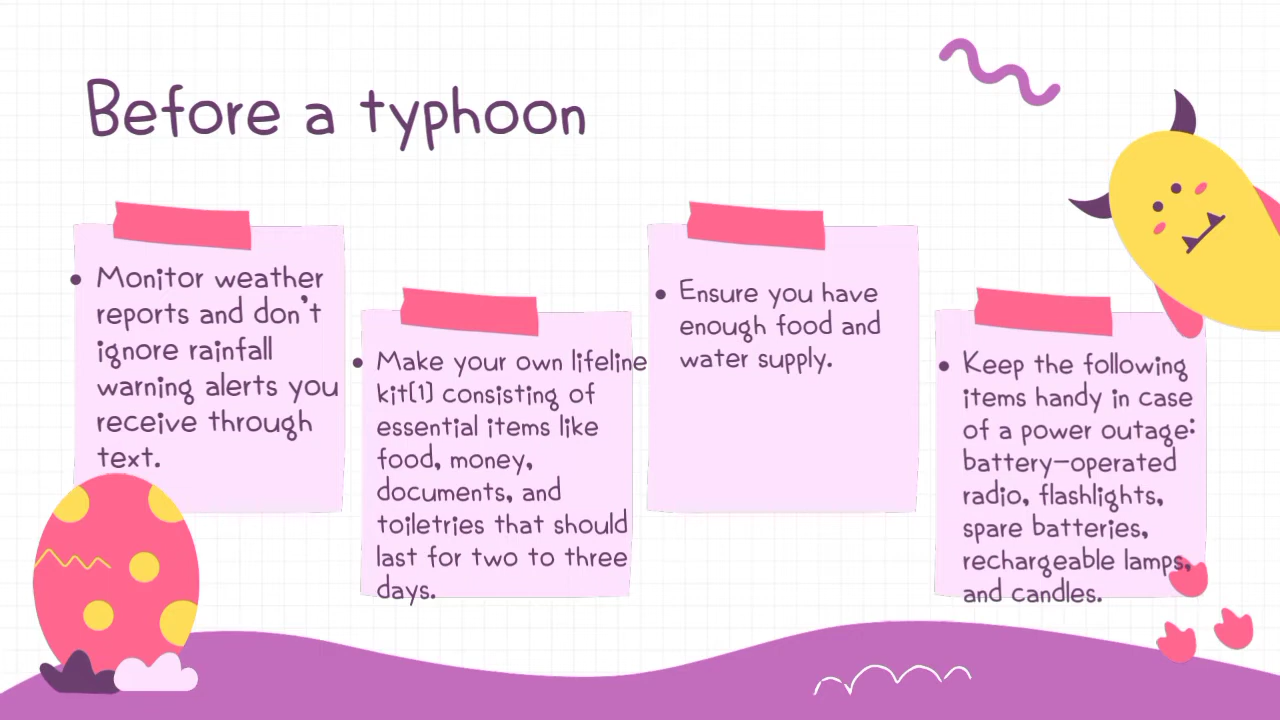 Before a typhoon
• Monitor weather
reports and don't
ignore rainfall
warning alerts you
receive through
text.
• Make your own lifeline
kit[1] consisting of
essential items like
food, money,
documents, and
toiletries that should
last for two to three
days.
• Ensure you have
enough food and
water supply.
• Keep the following
items handy in case
of a power outage:
battery-operated
radio, flashlights,
spare batteries,
rechargeable lamps,
and candles.